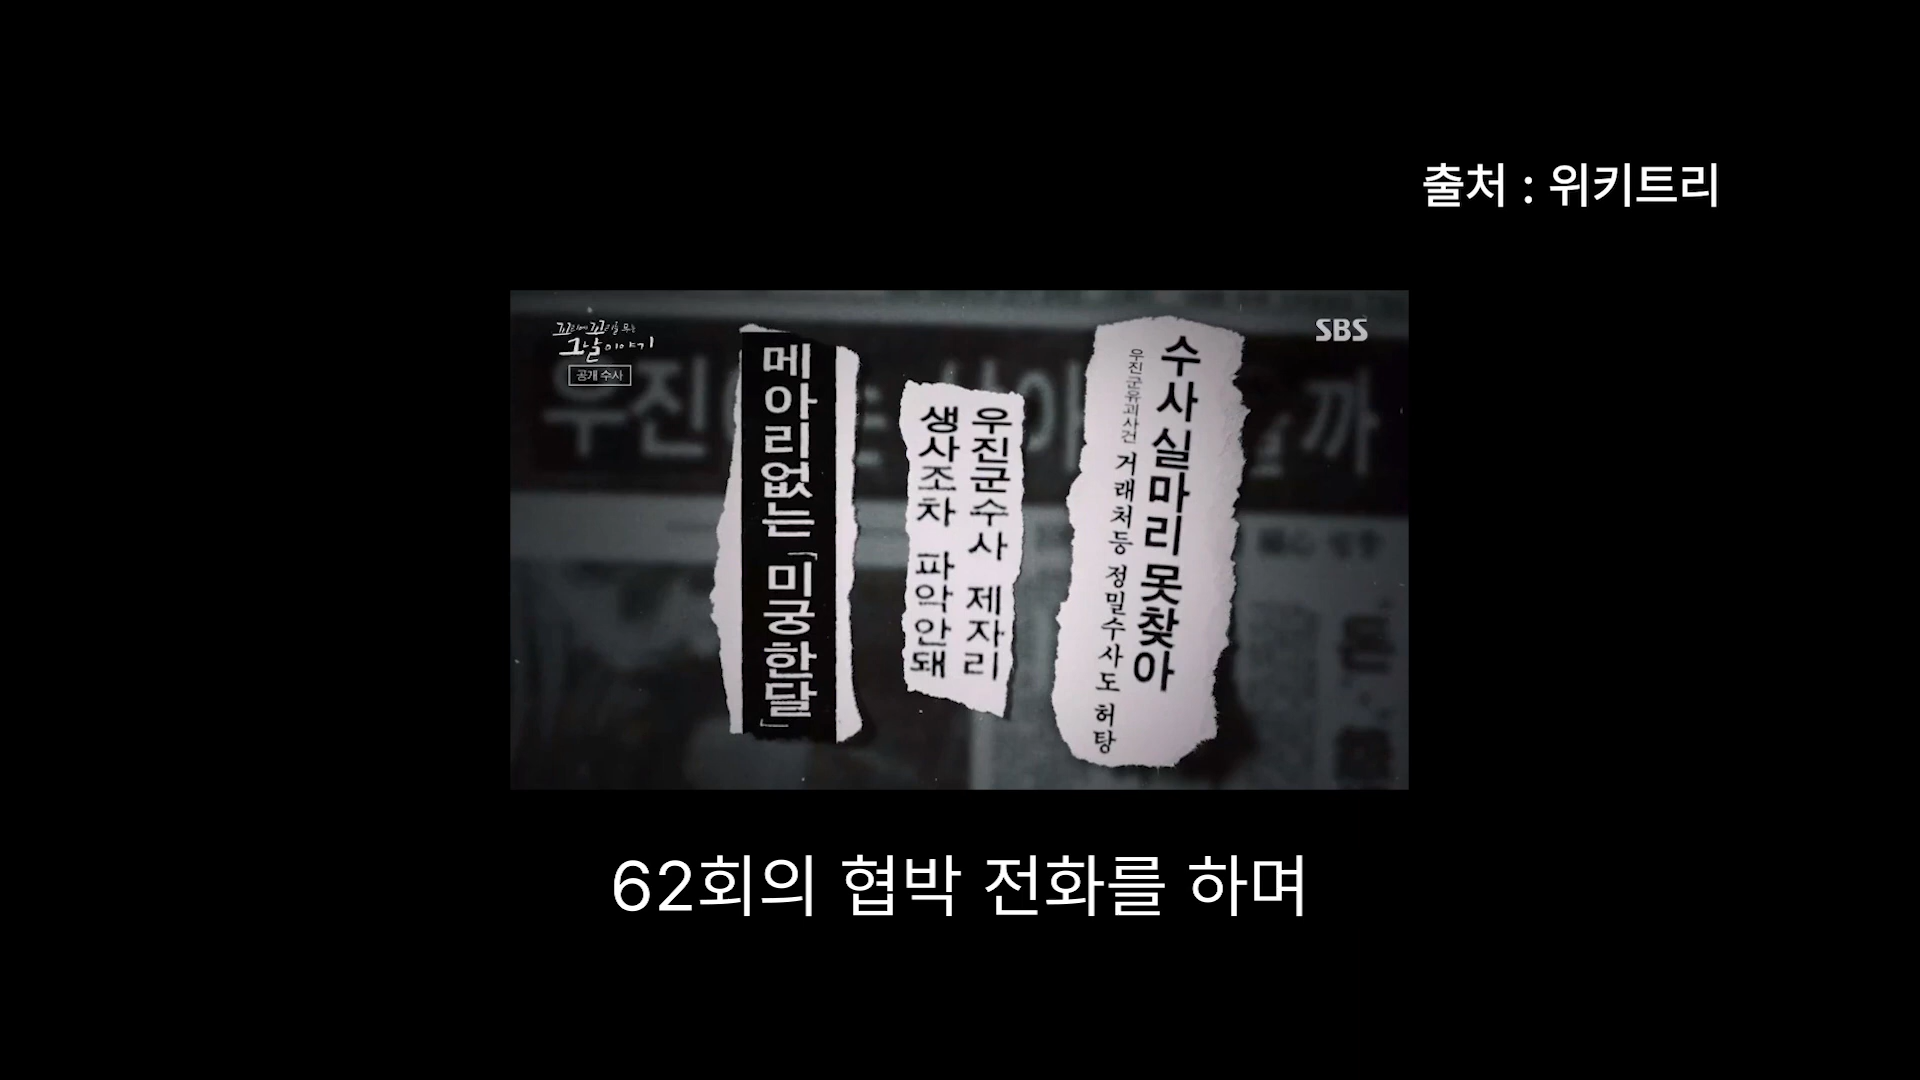 출처 : 위키트리
꼬리에 꼬리를 무는
그날 이야기
공개 수사
SBS
메아리없는 「미궁한달」
우진군수사 제자리
생사조차 파악안돼
수사실마리 못찾아
우진군유괴사건 거래처등 정밀수사도 허탕
62회의 협박 전화를 하며